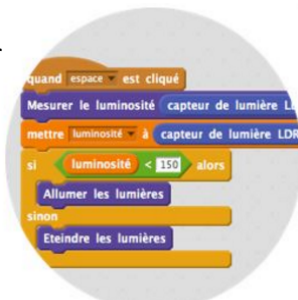 quand espace est cliqué
Mesurer le luminosité capteur de lumière
mettre luminosité à capteur de lumière LDR
si luminosité < 150 alors
Allumer les lumières
sinon
Eteindre les lumières